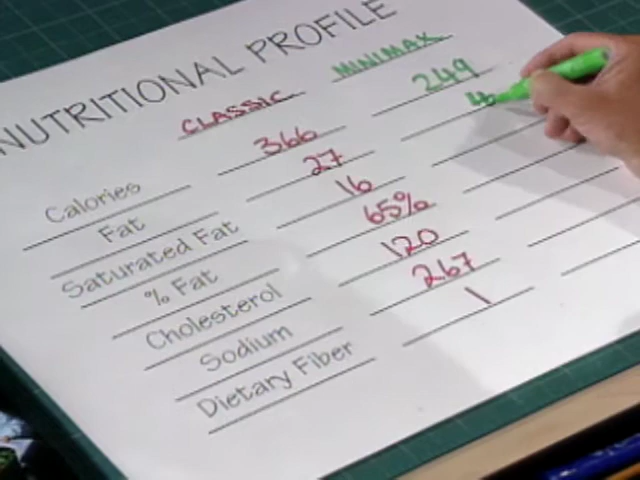 NUTRITIONAL PROFILE
CLASSIC MINIMAX
Calories 366 249
Fat 27 4
Saturated Fat 16
% Fat 65%
Cholesterol 120
Sodium 267
Dietary Fiber 1